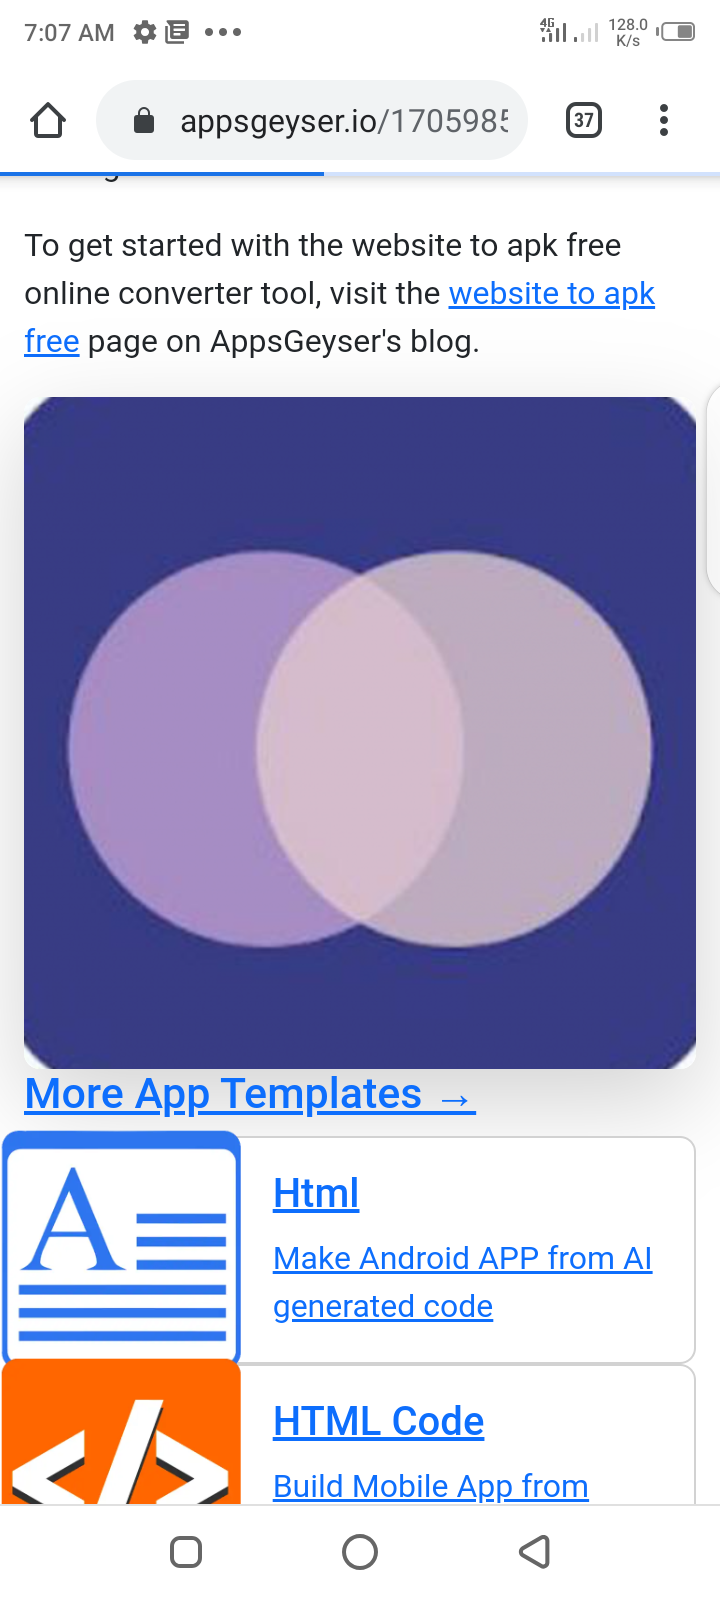 7:07 AM
4G
128.0
K/s
appsgeyser.io/1705985
37
To get started with the website to apk free
online converter tool, visit the website to apk
free page on AppsGeyser's blog.
More App Templates →
A
Html
Make Android APP from AI
generated code
</>
HTML Code
Build Mobile App from